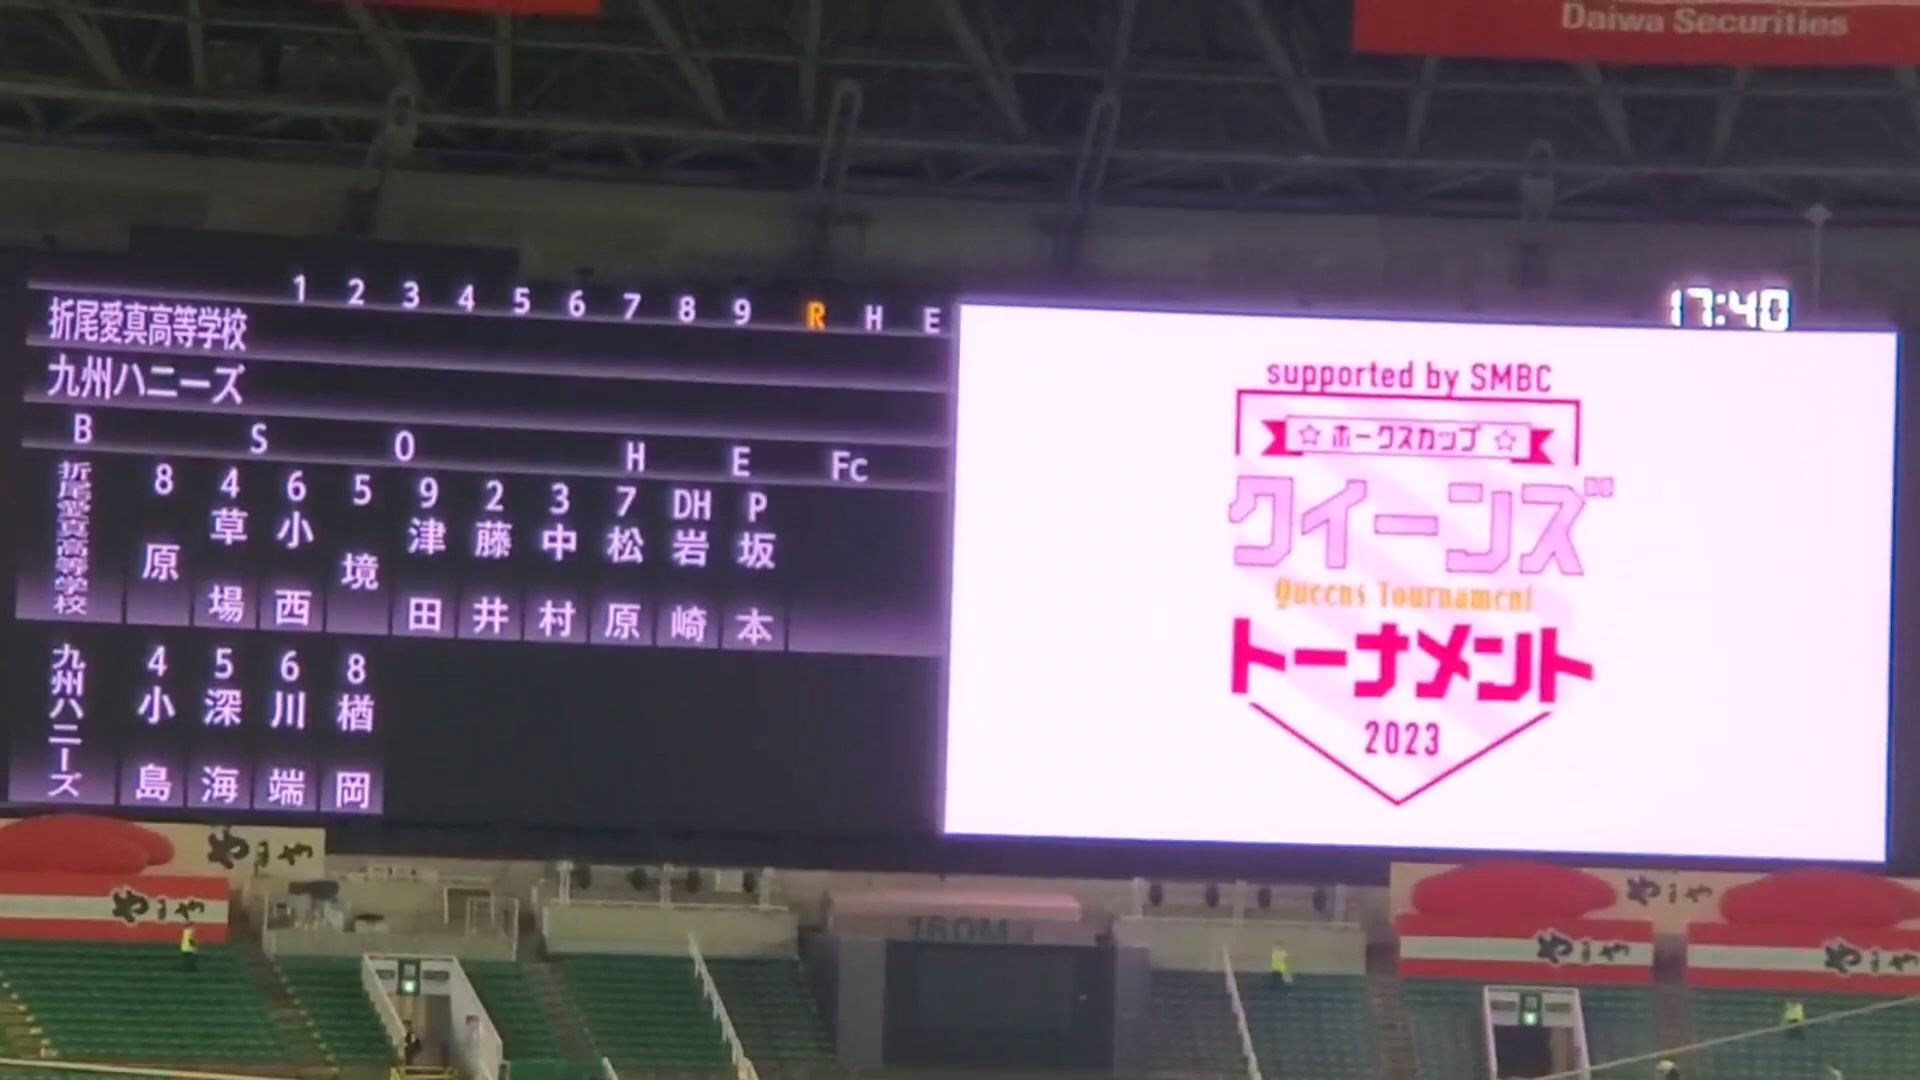 Daiwa Securities
17:40
1 2 3 4 5 6 7 8 9 R H E
折尾愛真高等学校
九州ハニーズ
B S O H E Fc
折尾愛真高等学校
8 4 6 5 9 2 3 7 DH P
原 草場 小西 境 津田 藤井 中村 松原 岩崎 坂本
九州ハニーズ
4 5 6 8
小島 深海 川端 楢岡
supported by SMBC
☆ホークスカップ☆
クイーンズ
Queens Tournament
トーナメント
2023